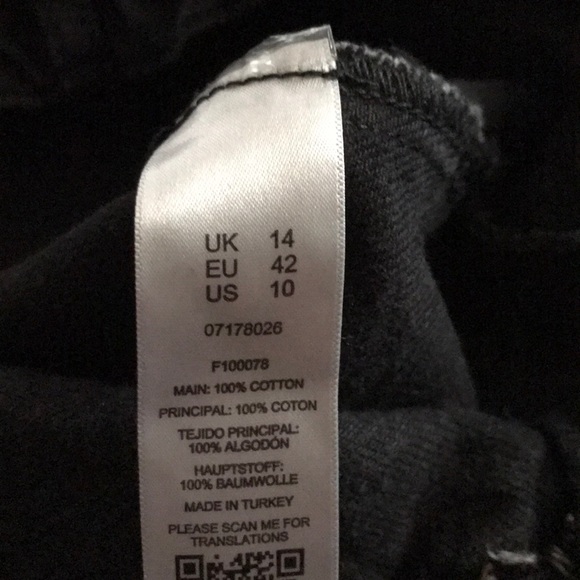 UK 14
EU 42
US 10
07178026
F100078
MAIN: 100% COTTON
PRINCIPAL: 100% COTON
TEJIDO PRINCIPAL:
100% ALGODÓN
HAUPTSTOFF:
100% BAUMWOLLE
MADE IN TURKEY
PLEASE SCAN ME FOR
TRANSLATIONS